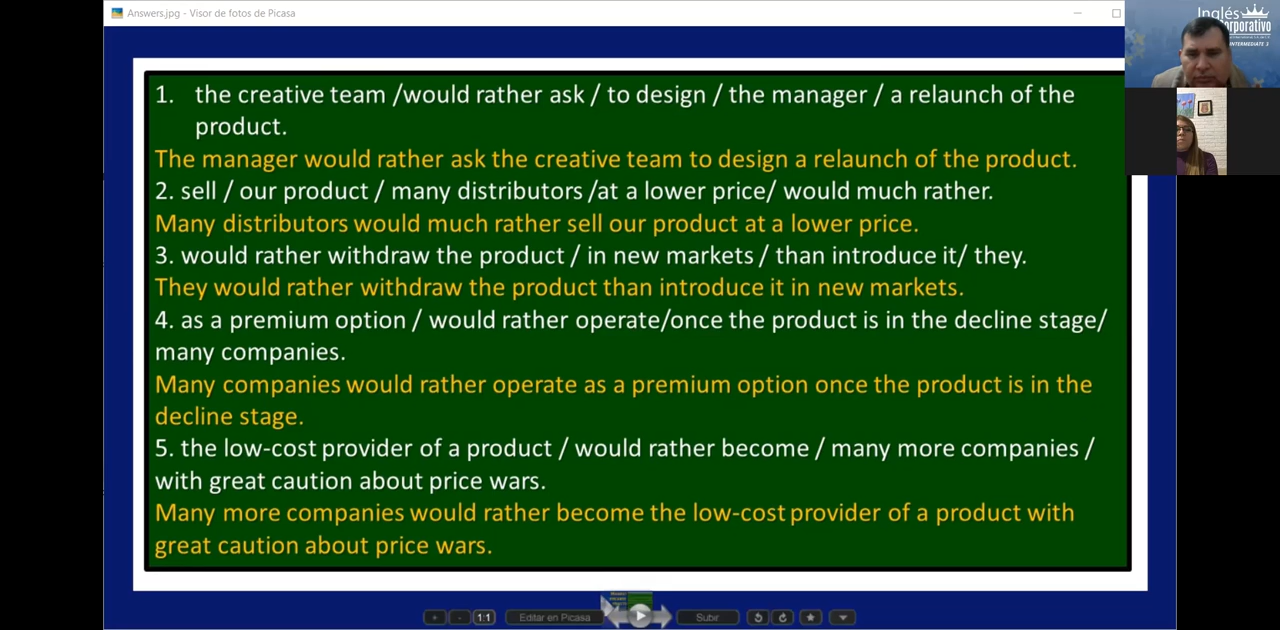 Answers.jpg - Visor de fotos de Picasa
Inglés
INTERMEDIATE
1. the creative team /would rather ask / to design / the manager / a relaunch of the
product.
The manager would rather ask the creative team to design a relaunch of the product.
2. sell / our product / many distributors /at a lower price/ would much rather.
Many distributors would much rather sell our product at a lower price.
3. would rather withdraw the product / in new markets / than introduce it/ they.
They would rather withdraw the product than introduce it in new markets.
4. as a premium option / would rather operate/once the product is in the decline stage/
many companies.
Many companies would rather operate as a premium option once the product is in the
decline stage.
5. the low-cost provider of a product / would rather become / many more companies /
with great caution about price wars.
Many more companies would rather become the low-cost provider of a product with
great caution about price wars.
1:1 Editar en Picasa Subir